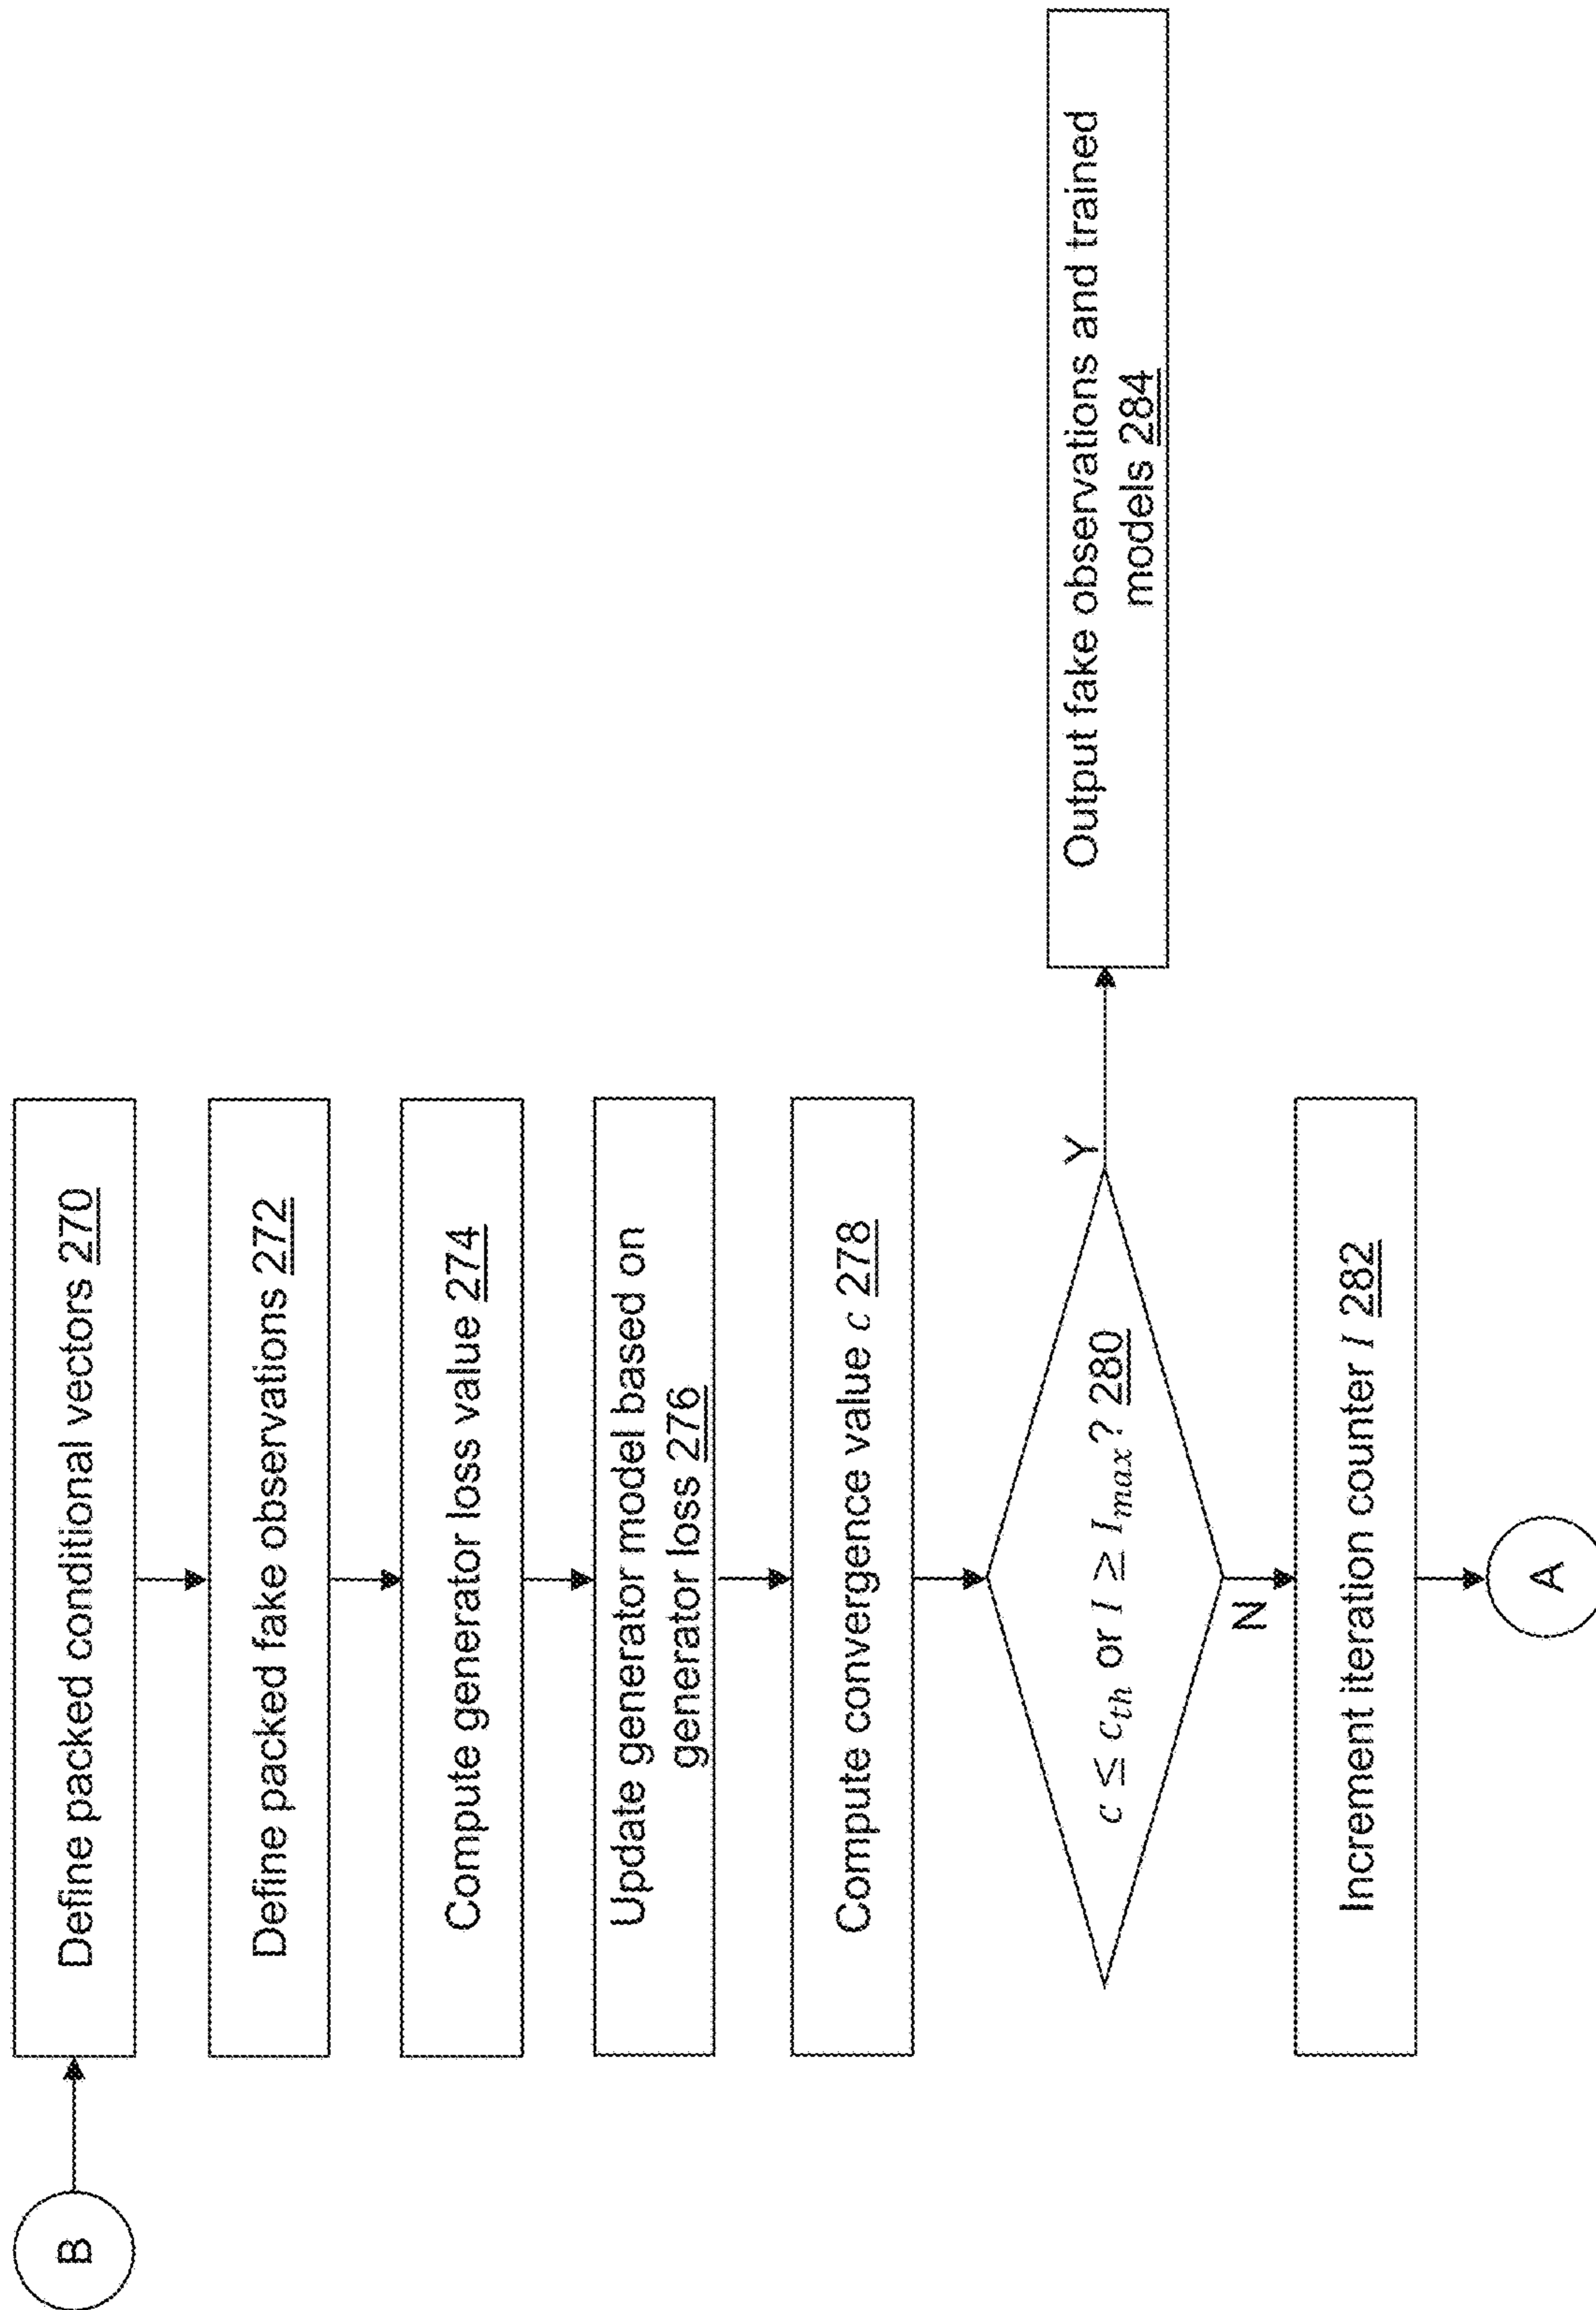 B
Define packed conditional vectors 270
Define packed fake observations 272
Compute generator loss value 274
Update generator model based on
generator loss 276
Compute convergence value c 278
c ≤ c_th or I ≥ I_max? 280
Y
Output fake observations and trained
models 284
N
Increment iteration counter I 282
A